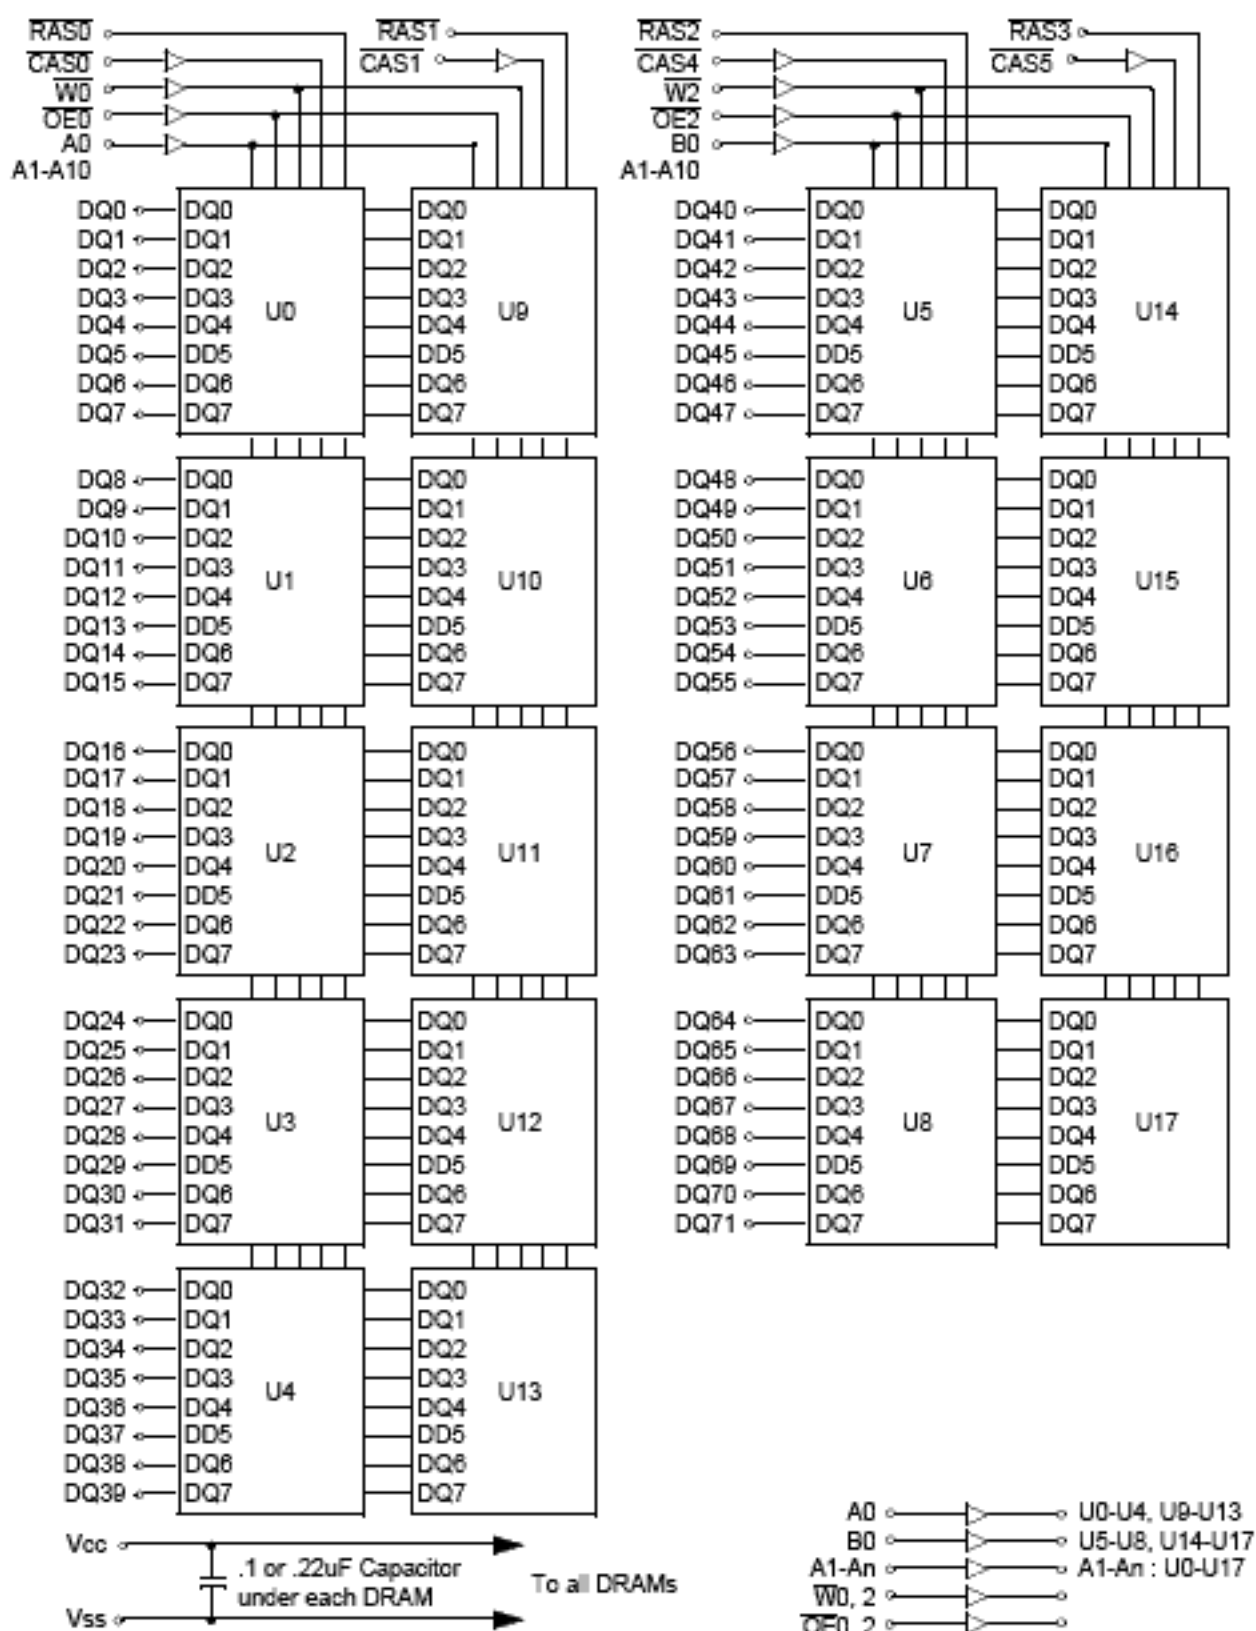 RAS0 RAS1 RAS2 RAS3
CAS0 CAS1 CAS4 CAS5
W0 W2
OE0 OE2
A0 B0
A1-A10 A1-A10
DQ0 DQ0 DQ0 DQ40 DQ0 DQ0
DQ1 DQ1 DQ1 DQ41 DQ1 DQ1
DQ2 DQ2 DQ2 DQ42 DQ2 DQ2
DQ3 DQ3 U0 DQ3 U9 DQ43 DQ3 U5 DQ3 U14
DQ4 DQ4 DQ4 DQ44 DQ4 DQ4
DQ5 DD5 DD5 DQ45 DD5 DD5
DQ6 DQ6 DQ6 DQ46 DQ6 DQ6
DQ7 DQ7 DQ7 DQ47 DQ7 DQ7
DQ8 DQ0 DQ0 DQ48 DQ0 DQ0
DQ9 DQ1 DQ1 DQ49 DQ1 DQ1
DQ10 DQ2 DQ2 DQ50 DQ2 DQ2
DQ11 DQ3 U1 DQ3 U10 DQ51 DQ3 U6 DQ3 U15
DQ12 DQ4 DQ4 DQ52 DQ4 DQ4
DQ13 DD5 DD5 DQ53 DD5 DD5
DQ14 DQ6 DQ6 DQ54 DQ6 DQ6
DQ15 DQ7 DQ7 DQ55 DQ7 DQ7
DQ16 DQ0 DQ0 DQ56 DQ0 DQ0
DQ17 DQ1 DQ1 DQ57 DQ1 DQ1
DQ18 DQ2 DQ2 DQ58 DQ2 DQ2
DQ19 DQ3 U2 DQ3 U11 DQ59 DQ3 U7 DQ3 U16
DQ20 DQ4 DQ4 DQ60 DQ4 DQ4
DQ21 DD5 DD5 DQ61 DD5 DD5
DQ22 DQ6 DQ6 DQ62 DQ6 DQ6
DQ23 DQ7 DQ7 DQ63 DQ7 DQ7
DQ24 DQ0 DQ0 DQ64 DQ0 DQ0
DQ25 DQ1 DQ1 DQ65 DQ1 DQ1
DQ26 DQ2 DQ2 DQ66 DQ2 DQ2
DQ27 DQ3 U3 DQ3 U12 DQ67 DQ3 U8 DQ3 U17
DQ28 DQ4 DQ4 DQ68 DQ4 DQ4
DQ29 DD5 DD5 DQ69 DD5 DD5
DQ30 DQ6 DQ6 DQ70 DQ6 DQ6
DQ31 DQ7 DQ7 DQ71 DQ7 DQ7
DQ32 DQ0 DQ0
DQ33 DQ1 DQ1
DQ34 DQ2 DQ2
DQ35 DQ3 U4 DQ3 U13
DQ36 DQ4 DQ4
DQ37 DD5 DD5
DQ38 DQ6 DQ6
DQ39 DQ7 DQ7
Vcc
.1 or .22uF Capacitor
under each DRAM
To all DRAMs
Vss
A0 U0-U4, U9-U13
B0 U5-U8, U14-U17
A1-An A1-An : U0-U17
W0, 2
OE0, 2